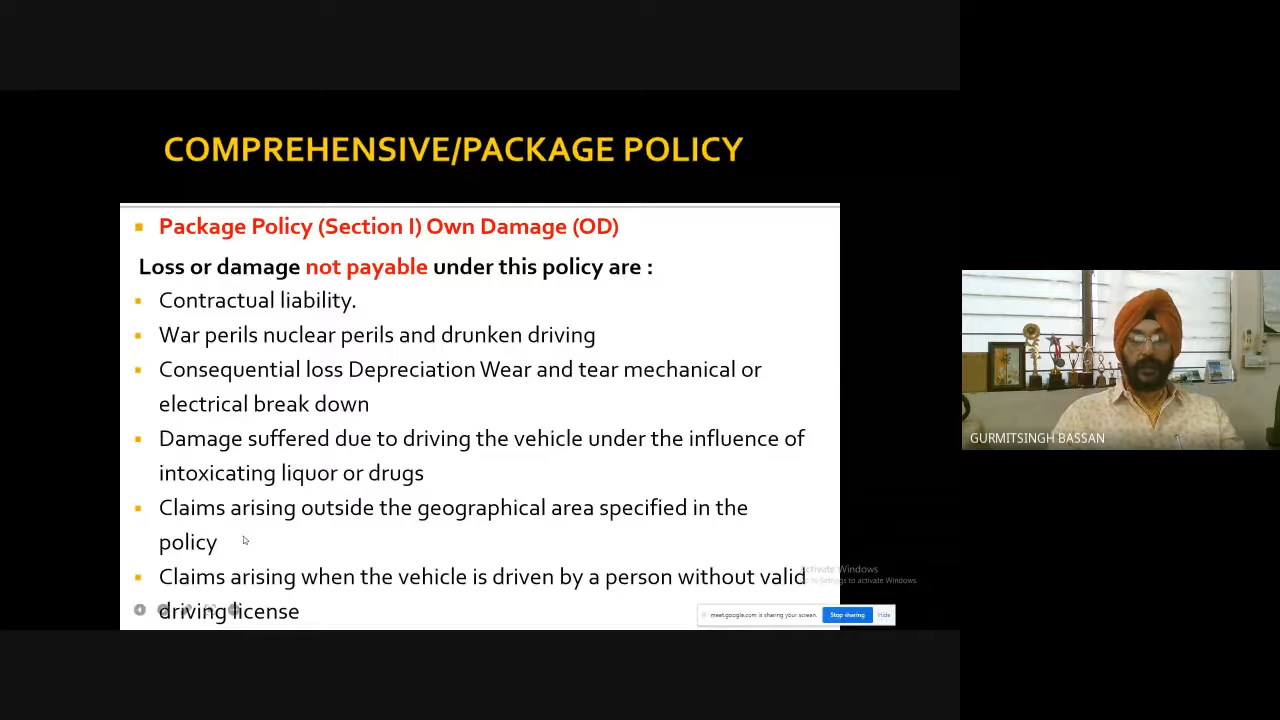 COMPREHENSIVE/PACKAGE POLICY
Package Policy (Section I) Own Damage (OD)
Loss or damage not payable under this policy are :
Contractual liability.
War perils nuclear perils and drunken driving
Consequential loss Depreciation Wear and tear mechanical or
electrical break down
Damage suffered due to driving the vehicle under the influence of
intoxicating liquor or drugs
Claims arising outside the geographical area specified in the
policy
Claims arising when the vehicle is driven by a person without valid
driving license
Activate Windows
to Settings to activate Windows.
meet.google.com is sharing your screen.
Stop sharing
Hide
GURMITSINGH BASSAN